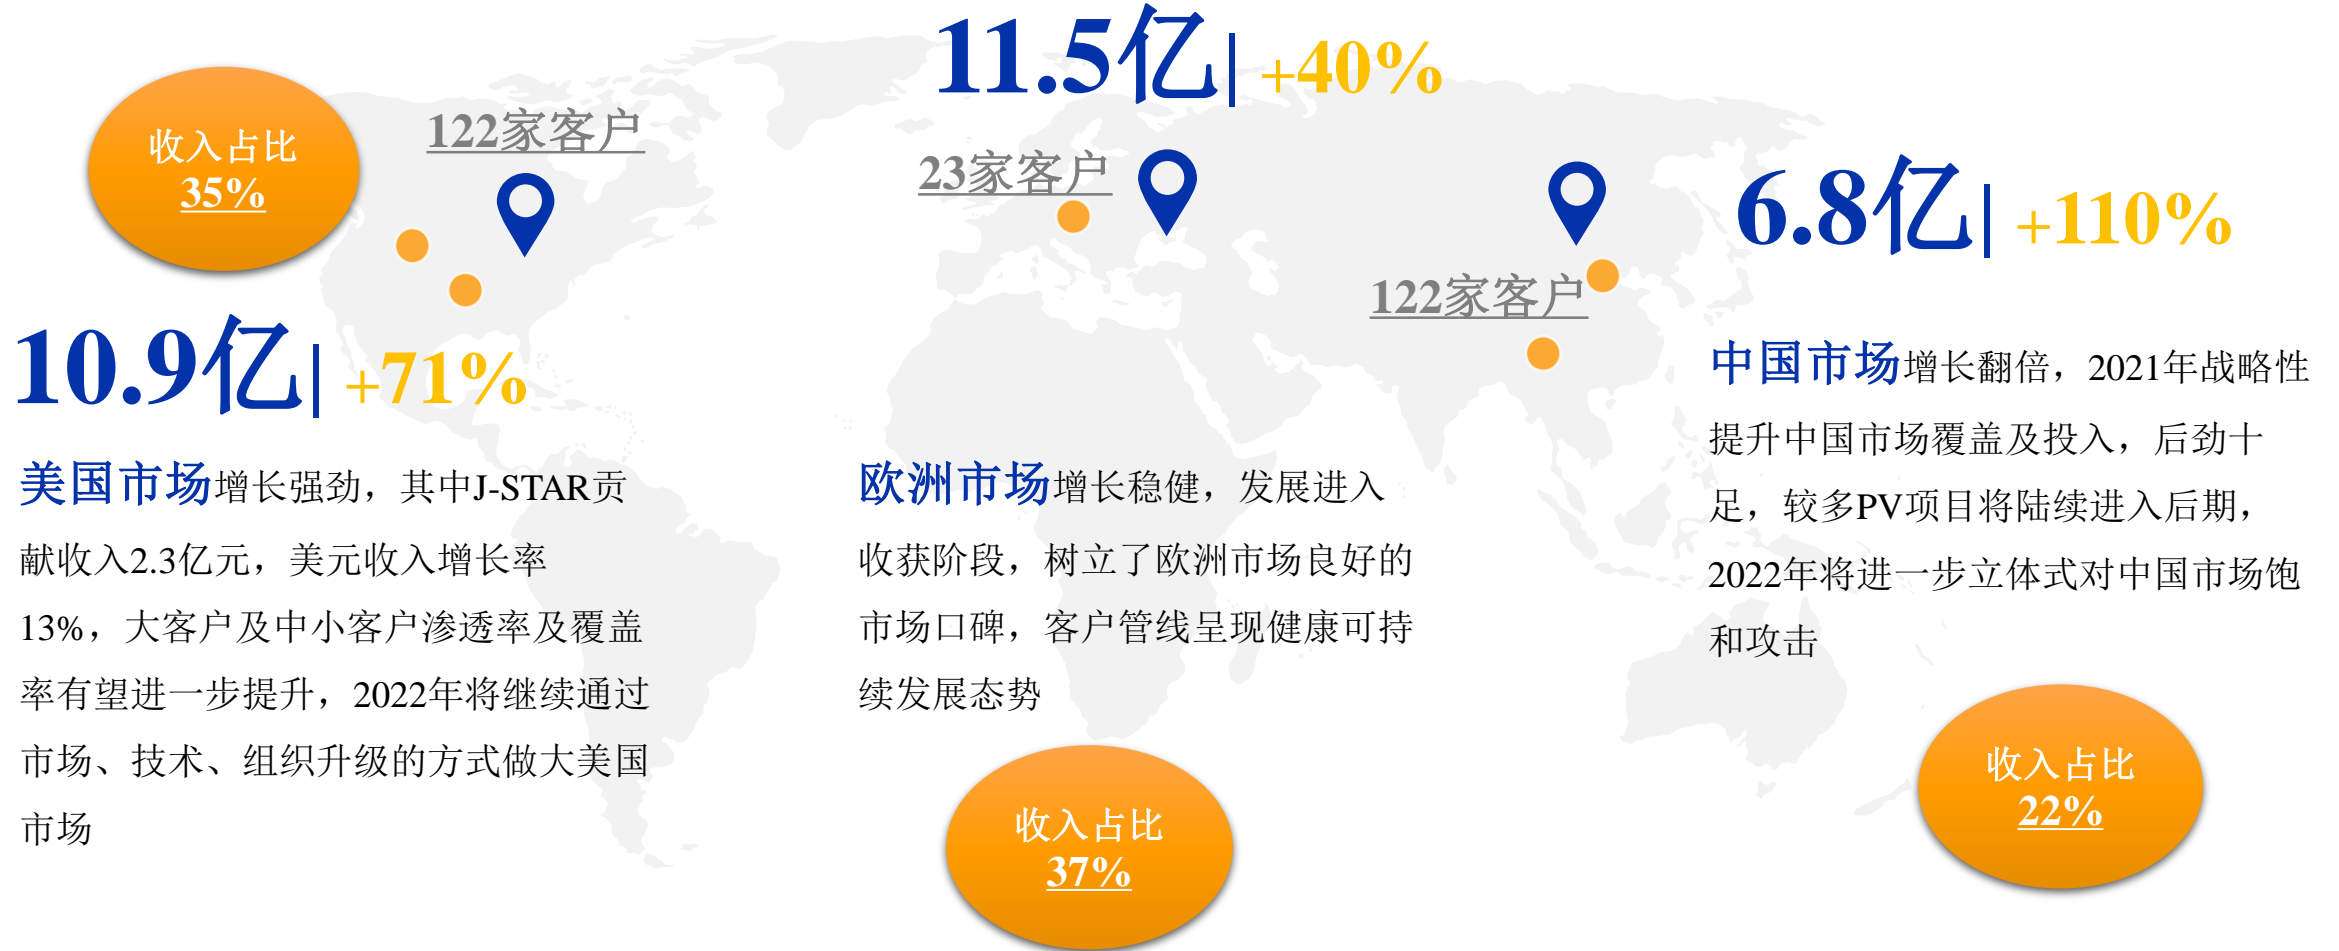 收入占比
35%
122家客户
10.9亿| +71%
美国市场增长强劲，其中J-STAR贡
献收入2.3亿元，美元收入增长率
13%，大客户及中小客户渗透率及覆盖
率有望进一步提升，2022年将继续通过
市场、技术、组织升级的方式做大美国
市场
11.5亿| +40%
23家客户
欧洲市场增长稳健，发展进入
收获阶段，树立了欧洲市场良好的
市场口碑，客户管线呈现健康可持
续发展态势
收入占比
37%
6.8亿| +110%
122家客户
中国市场增长翻倍，2021年战略性
提升中国市场覆盖及投入，后劲十
足，较多PV项目将陆续进入后期，
2022年将进一步立体式对中国市场饱
和攻击
收入占比
22%